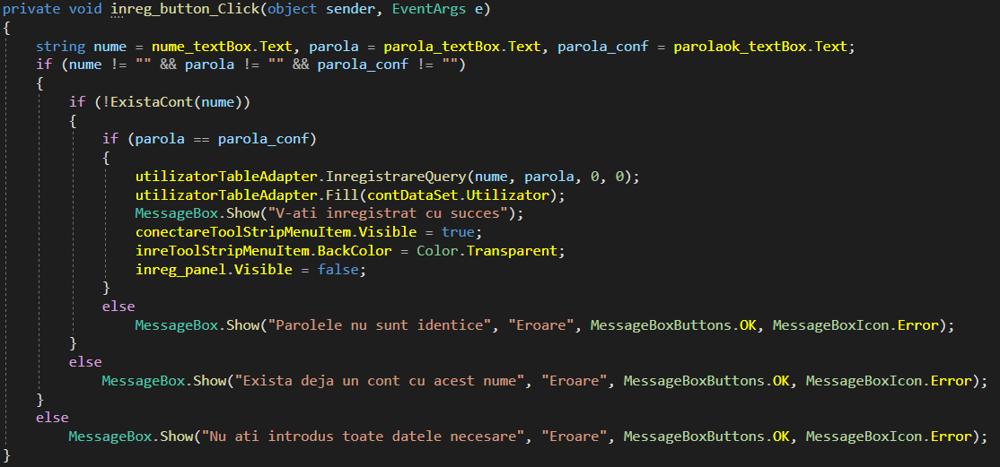 private void inreg_button_Click(object sender, EventArgs e)
{
    string nume = nume_textBox.Text, parola = parola_textBox.Text, parola_conf = parolaok_textBox.Text;
    if (nume != "" && parola != "" && parola_conf != "")
    {
        if (!ExistaCont(nume))
        {
            if (parola == parola_conf)
            {
                utilizatorTableAdapter.InregistrareQuery(nume, parola, 0, 0);
                utilizatorTableAdapter.Fill(contDataSet.Utilizator);
                MessageBox.Show("V-ati inregistrat cu succes");
                conectareToolStripMenuItem.Visible = true;
                inreToolStripMenuItem.BackColor = Color.Transparent;
                inreg_panel.Visible = false;
            }
            else
                MessageBox.Show("Parolele nu sunt identice", "Eroare", MessageBoxButtons.OK, MessageBoxIcon.Error);
        }
        else
            MessageBox.Show("Exista deja un cont cu acest nume", "Eroare", MessageBoxButtons.OK, MessageBoxIcon.Error);
    }
    else
        MessageBox.Show("Nu ati introdus toate datele necesare", "Eroare", MessageBoxButtons.OK, MessageBoxIcon.Error);
}